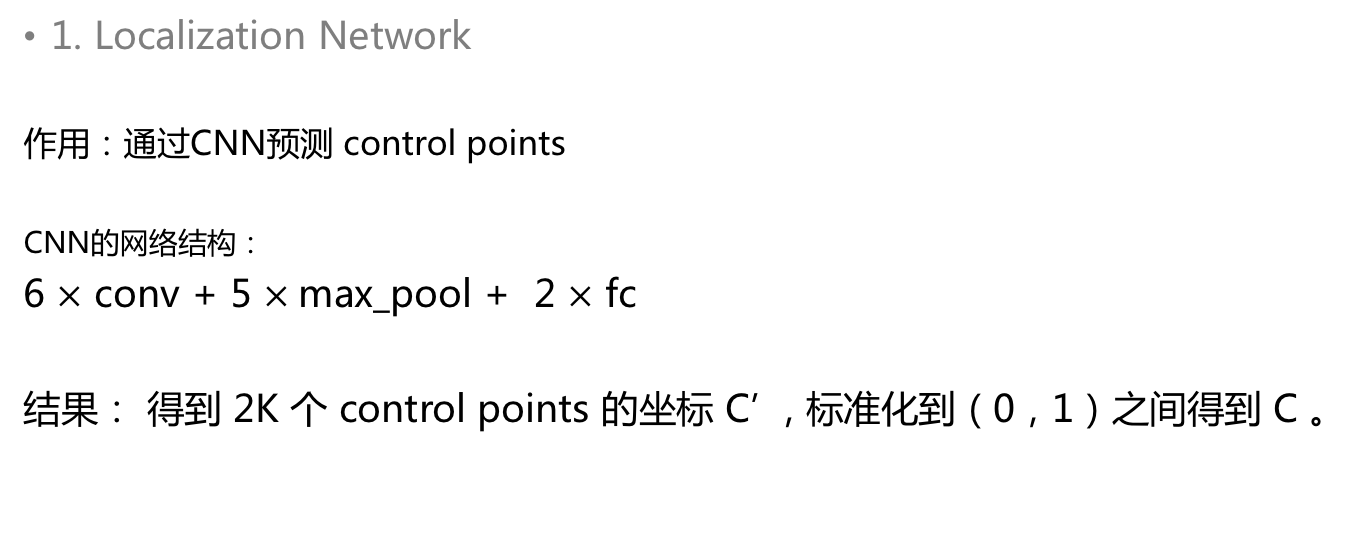 • 1. Localization Network
作用：通过CNN预测 control points
CNN的网络结构：
6 × conv + 5 × max_pool + 2 × fc
结果： 得到 2K 个 control points 的坐标 C′，标准化到（0，1）之间得到 C 。